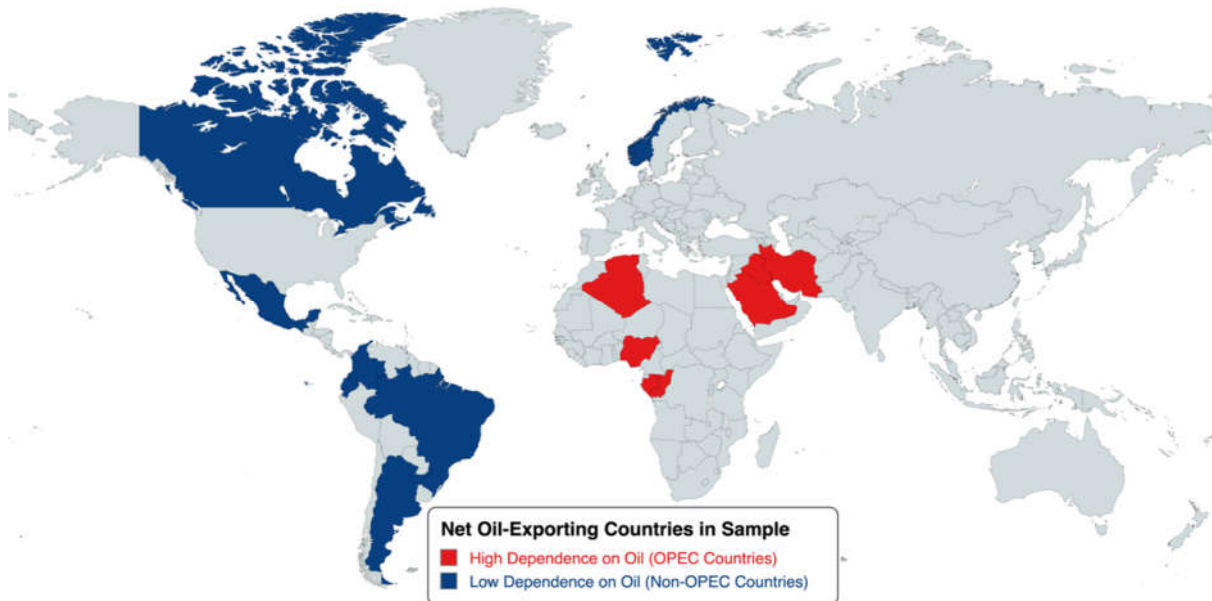 Net Oil-Exporting Countries in Sample
High Dependence on Oil (OPEC Countries)
Low Dependence on Oil (Non-OPEC Countries)